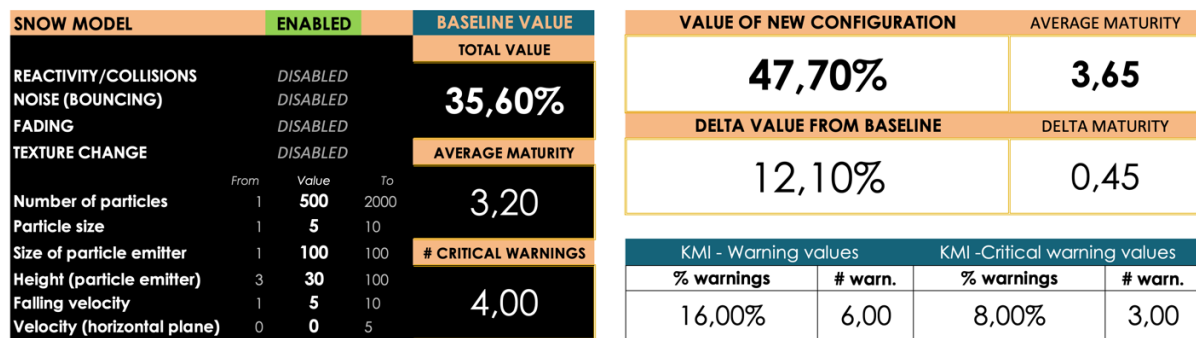 SNOW MODEL ENABLED BASELINE VALUE
TOTAL VALUE
REACTIVITY/COLLISIONS DISABLED
NOISE (BOUNCING) DISABLED
35,60%
FADING DISABLED
TEXTURE CHANGE DISABLED AVERAGE MATURITY
From Value To
Number of particles 1 500 2000
3,20
Particle size 1 5 10
Size of particle emitter 1 100 100 # CRITICAL WARNINGS
Height (particle emitter) 3 30 100
Falling velocity 1 5 10
4,00
Velocity (horizontal plane) 0 0 5
VALUE OF NEW CONFIGURATION AVERAGE MATURITY
47,70% 3,65
DELTA VALUE FROM BASELINE DELTA MATURITY
12,10% 0,45
KMI - Warning values KMI -Critical warning values
% warnings # warn. % warnings # warn.
16,00% 6,00 8,00% 3,00